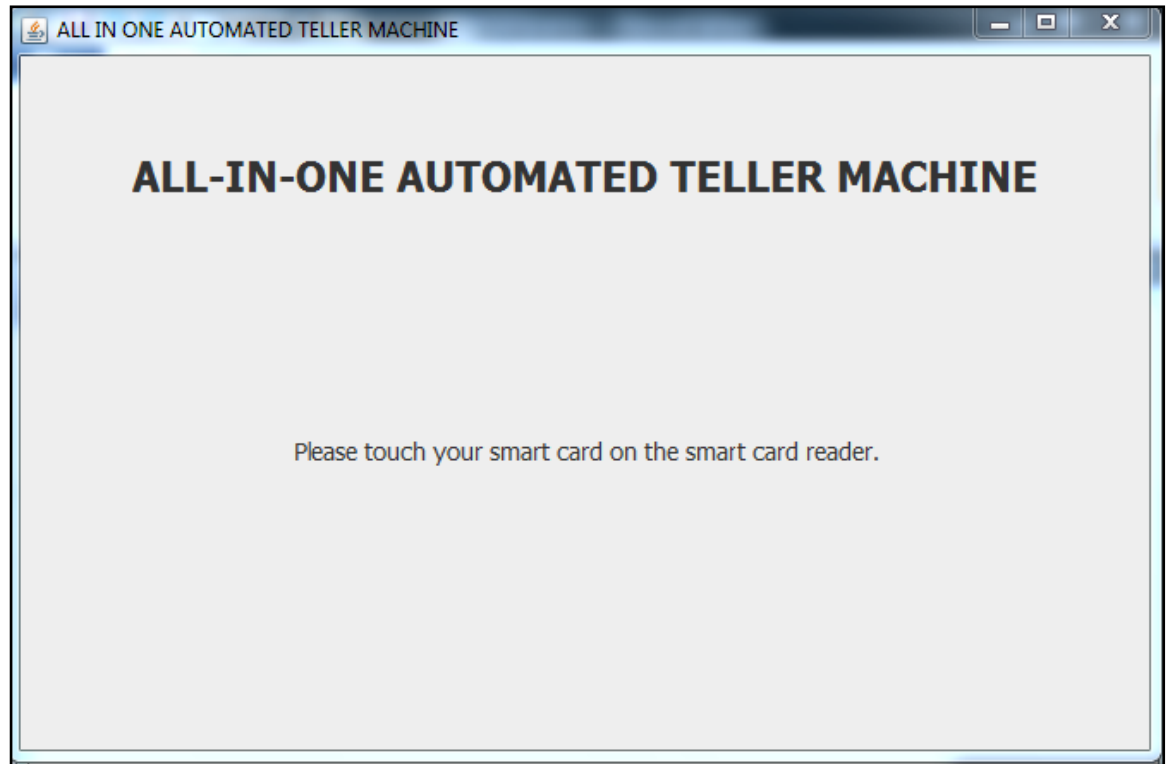 ALL IN ONE AUTOMATED TELLER MACHINE
ALL-IN-ONE AUTOMATED TELLER MACHINE
Please touch your smart card on the smart card reader.